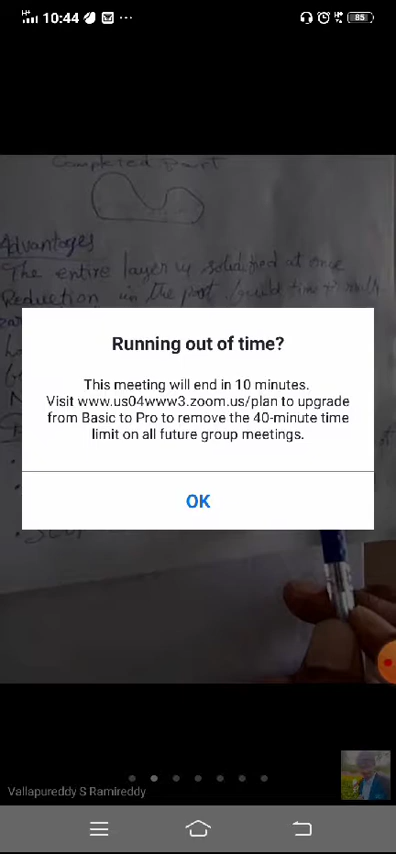 10:44
85
Completed Part
Advantages
The entire layer is solidified at once
Reduction in the part build time
Running out of time?
This meeting will end in 10 minutes.
Visit www.us04www3.zoom.us/plan to upgrade
from Basic to Pro to remove the 40-minute time
limit on all future group meetings.
OK
Vallapureddy S Ramireddy